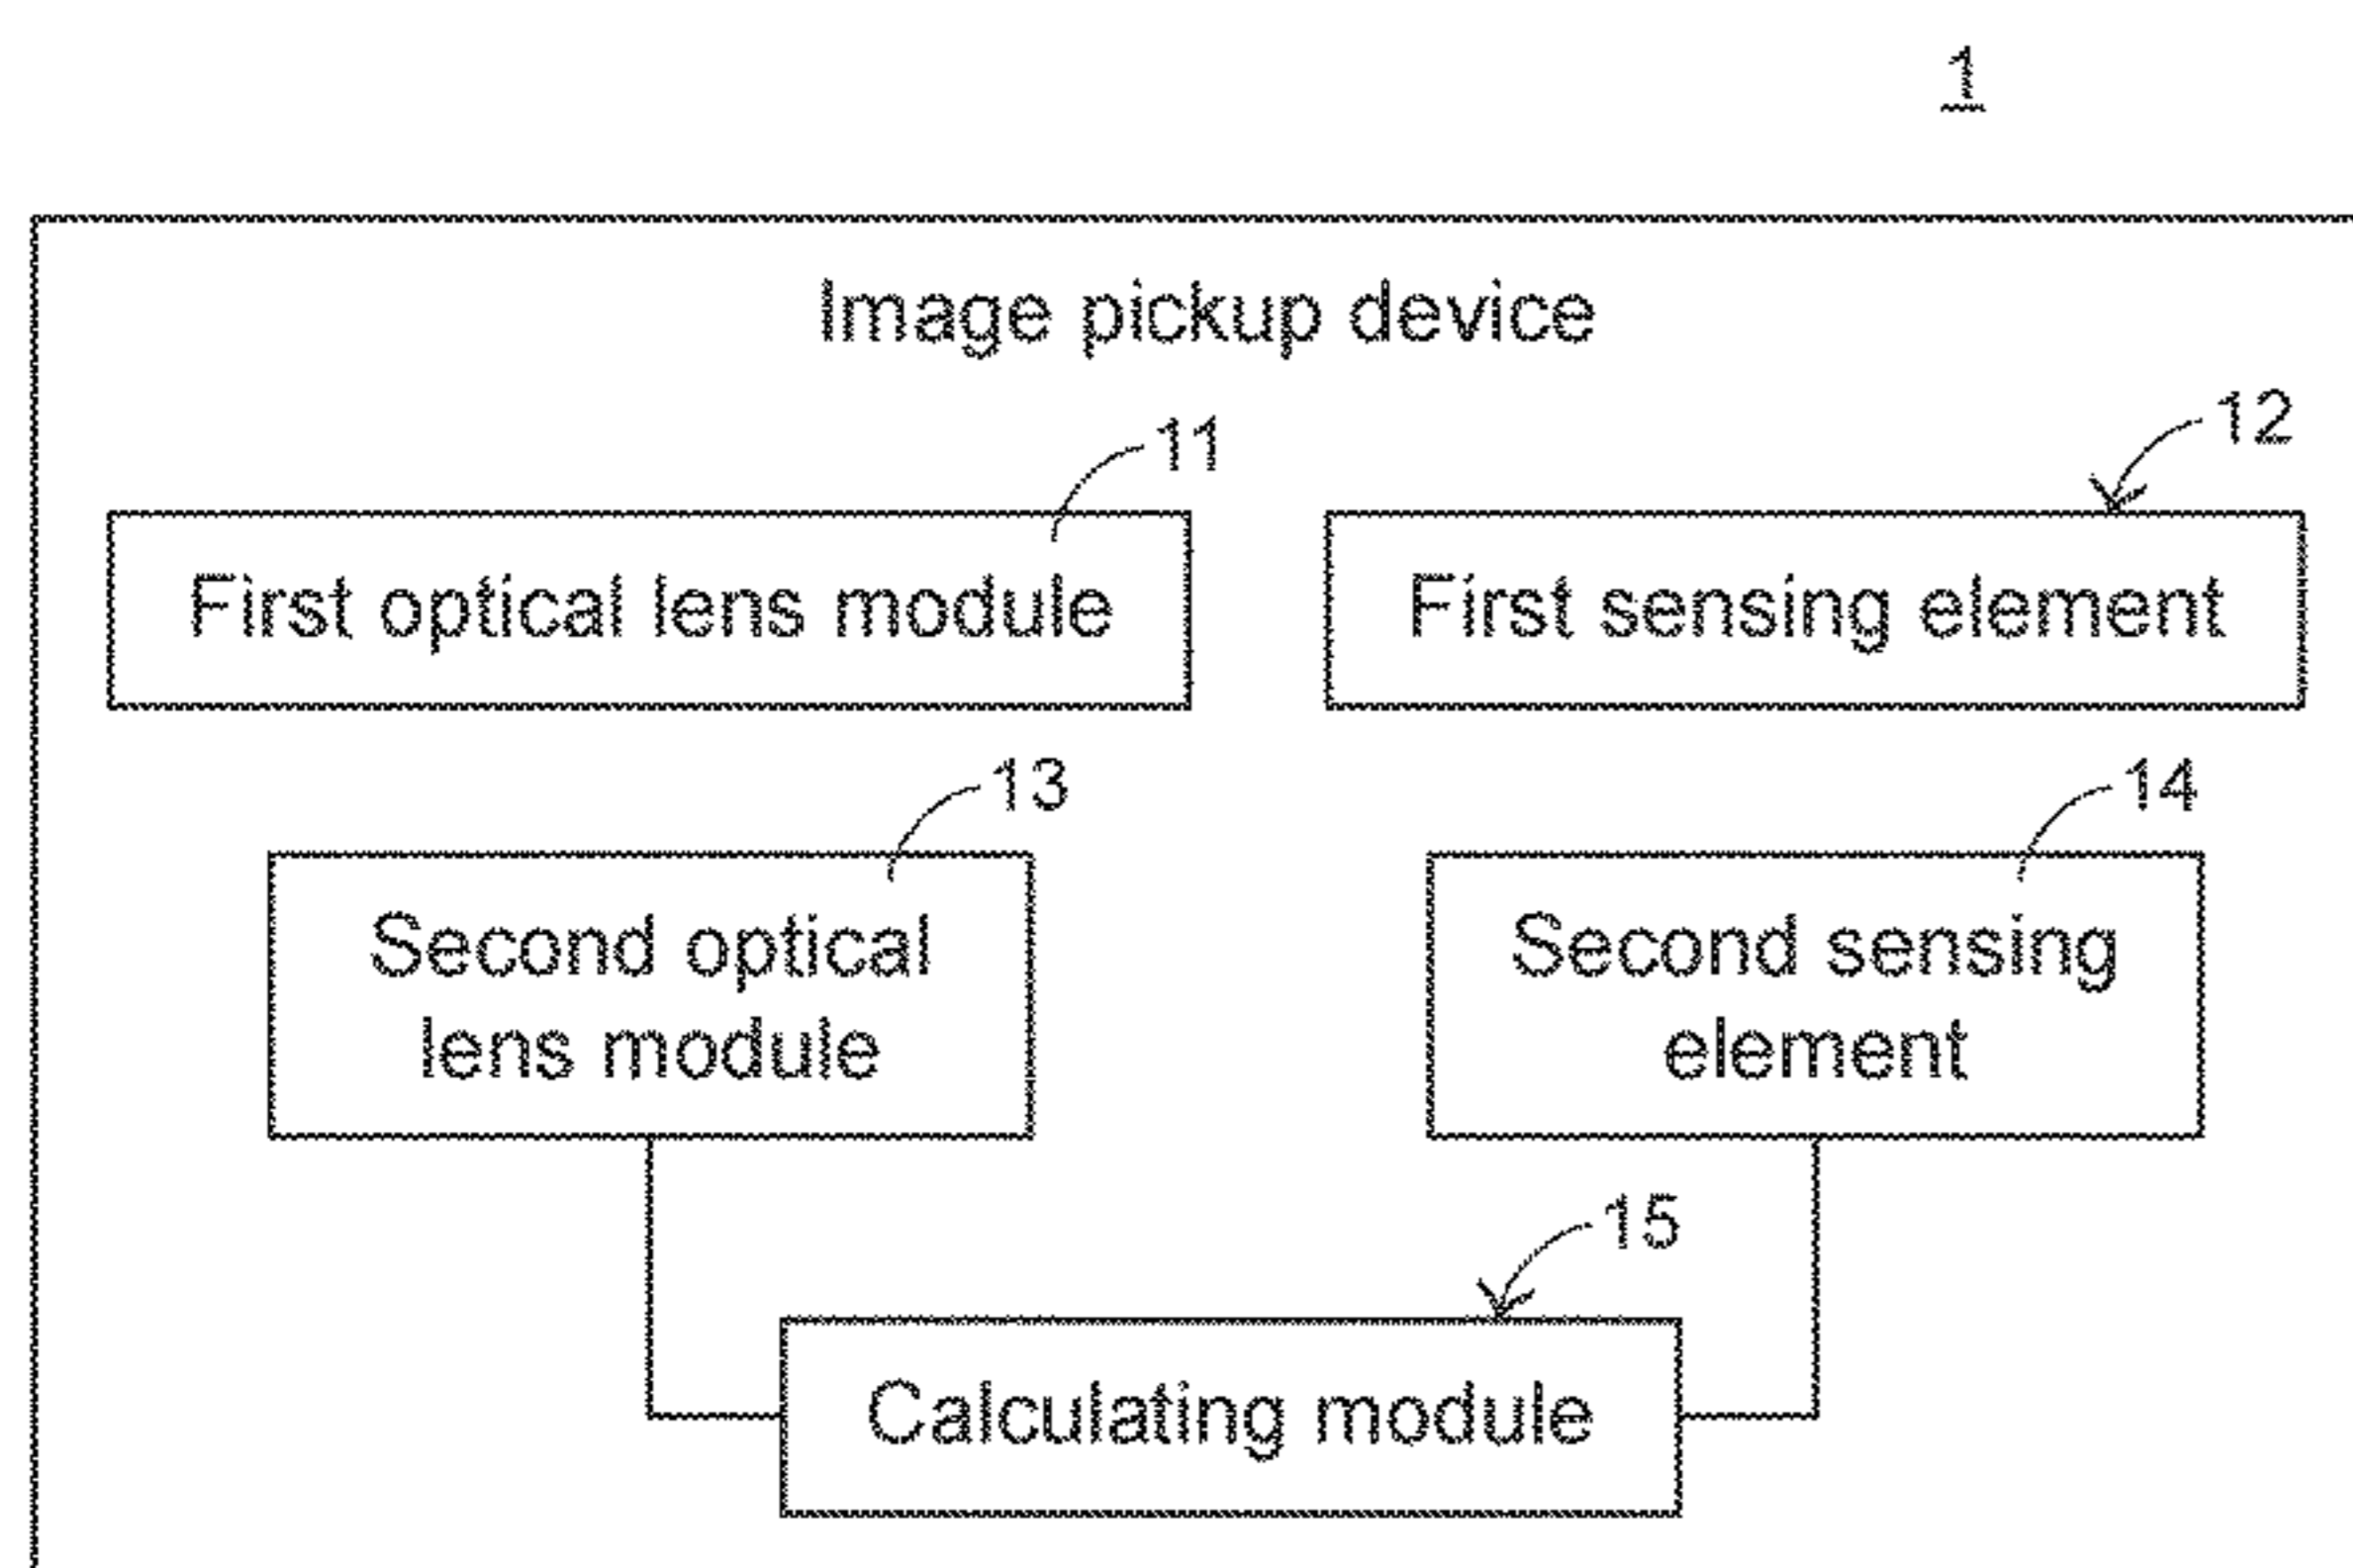 1
Image pickup device
11
12
First optical lens module
First sensing element
13
14
Second optical
lens module
Second sensing
element
15
Calculating module